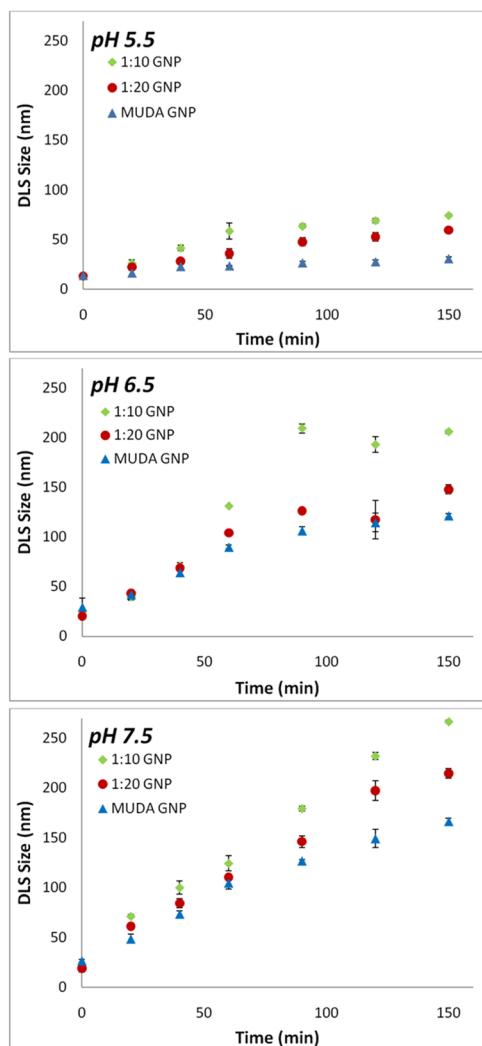 pH 5.5
1:10 GNP
1:20 GNP
MUDA GNP
DLS Size (nm)
250
200
150
100
50
0
0 50 100 150
Time (min)
pH 6.5
1:10 GNP
1:20 GNP
MUDA GNP
DLS Size (nm)
250
200
150
100
50
0
0 50 100 150
Time (min)
pH 7.5
1:10 GNP
1:20 GNP
MUDA GNP
DLS Size (nm)
250
200
150
100
50
0
0 50 100 150
Time (min)